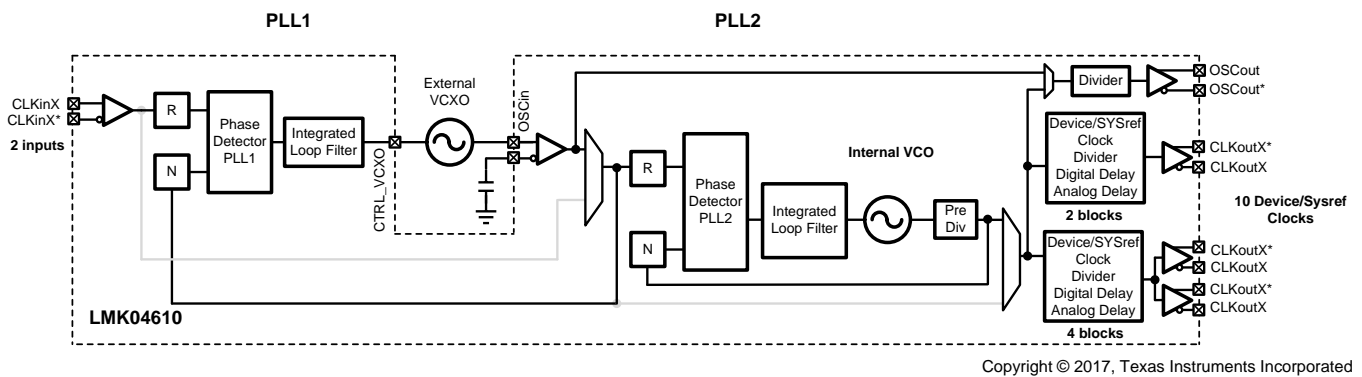 PLL1
PLL2
External
VCXO
OSCin
OSCout
OSCout*
Divider
CLKinX
CLKinX*
2 inputs
R
N
Phase
Detector
PLL1
Integrated
Loop Filter
CTRL_VCXO
R
N
Phase
Detector
PLL2
Integrated
Loop Filter
Internal VCO
Pre
Div
Device/SYSref
Clock
Divider
Digital Delay
Analog Delay
2 blocks
CLKoutX*
CLKoutX
10 Device/Sysref
Clocks
Device/SYSref
Clock
Divider
Digital Delay
Analog Delay
4 blocks
CLKoutX*
CLKoutX
CLKoutX*
CLKoutX
LMK04610
Copyright © 2017, Texas Instruments Incorporated